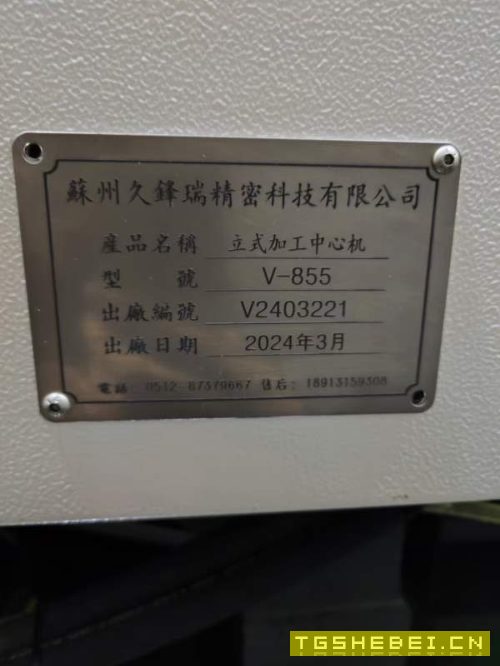 蘇州久鋒瑞精密科技有限公司
産品名稱 立式加工中心机
型 號 V-855
出廠編號 V2403221
出廠日期 2024年3月
電話: 0512-67379667 售后: 18913159308
TGSHEBEI.CN